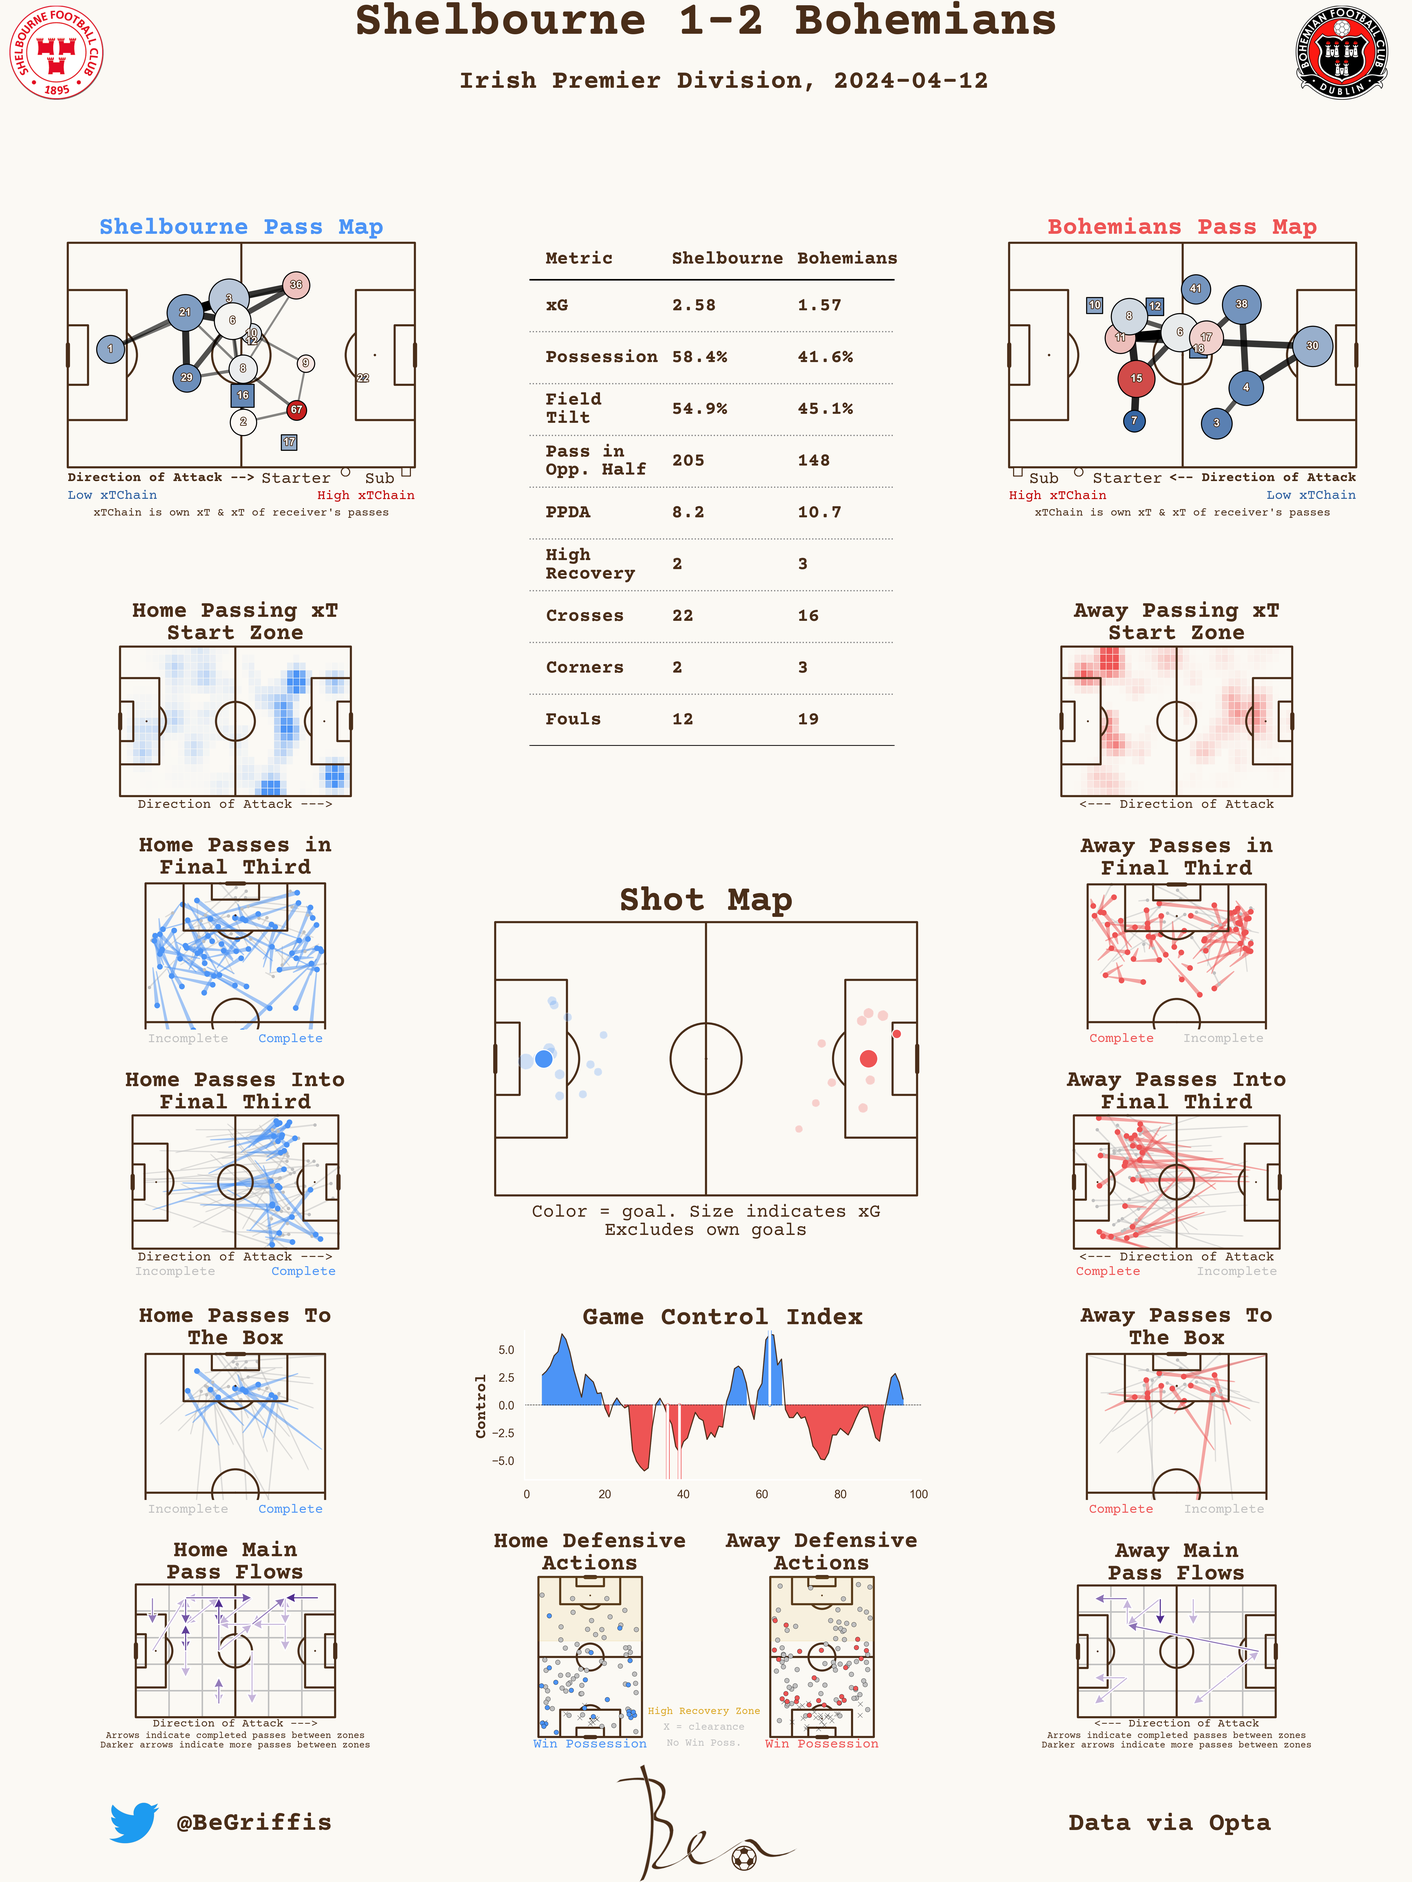 Shelbourne 1-2 Bohemians
Irish Premier Division, 2024-04-12
SHELBOURNE FOOTBALL CLUB
1895
BOHEMIAN FOOTBALL CLUB
DUBLIN
Shelbourne Pass Map
1
21
29
3
6
36
10
12
8
9
22
16
67
2
17
Direction of Attack --> Starter Sub
Low xTChain High xTChain
xTChain is own xT & xT of receiver's passes
Metric Shelbourne Bohemians
xG 2.58 1.57
Possession 58.4% 41.6%
Field
Tilt 54.9% 45.1%
Pass in
Opp. Half 205 148
PPDA 8.2 10.7
High
Recovery 2 3
Crosses 22 16
Corners 2 3
Fouls 12 19
Bohemians Pass Map
41
10
12
38
8
6
11
17
18
30
15
4
7
3
Sub Starter <-- Direction of Attack
High xTChain Low xTChain
xTChain is own xT & xT of receiver's passes
Home Passing xT
Start Zone
Direction of Attack --->
Away Passing xT
Start Zone
<--- Direction of Attack
Home Passes in
Final Third
Incomplete Complete
Shot Map
Color = goal. Size indicates xG
Excludes own goals
Away Passes in
Final Third
Complete Incomplete
Home Passes Into
Final Third
Direction of Attack --->
Incomplete Complete
Away Passes Into
Final Third
<--- Direction of Attack
Complete Incomplete
Home Passes To
The Box
Incomplete Complete
Game Control Index
Control
5.0
2.5
0.0
−2.5
−5.0
0 20 40 60 80 100
Away Passes To
The Box
Complete Incomplete
Home Main
Pass Flows
Direction of Attack --->
Arrows indicate completed passes between zones
Darker arrows indicate more passes between zones
Home Defensive
Actions
Win Possession
High Recovery Zone
X = clearance
No Win Poss.
Away Defensive
Actions
Win Possession
Away Main
Pass Flows
<--- Direction of Attack
Arrows indicate completed passes between zones
Darker arrows indicate more passes between zones
@BeGriffis
Ben
Data via Opta